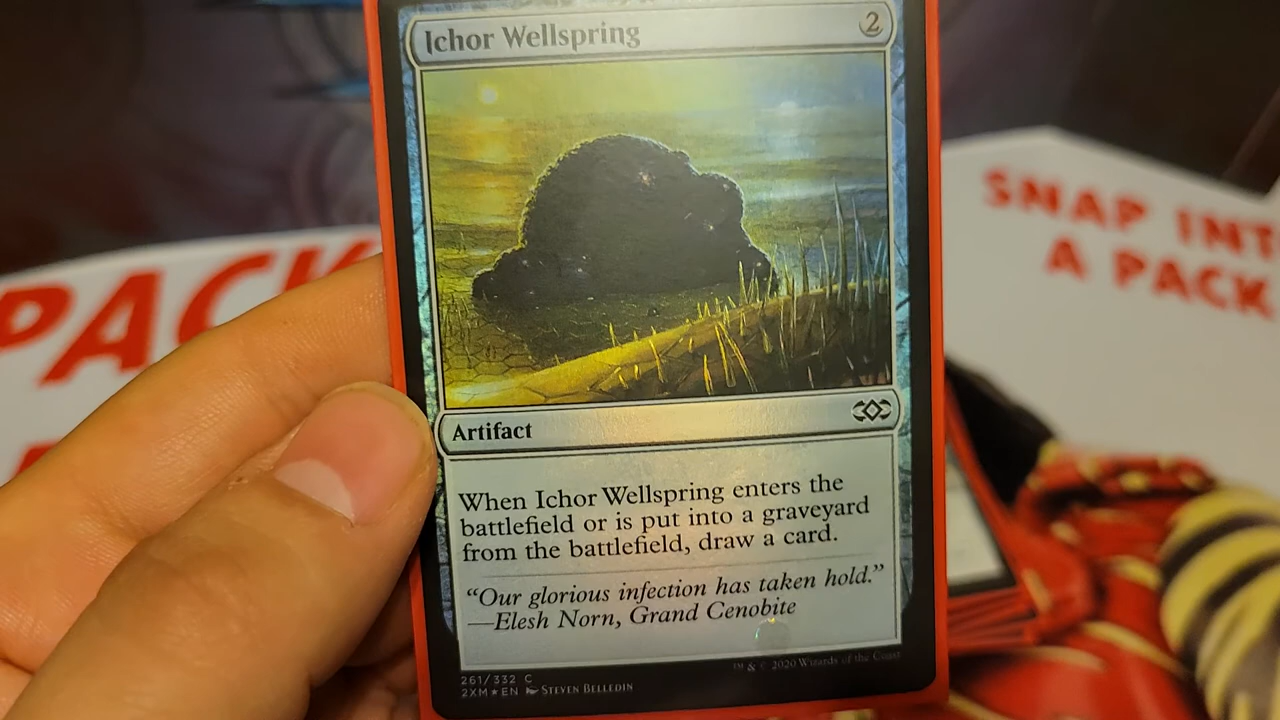 Ichor Wellspring 2
SNAP INT
A PACK
PACK
Artifact
When Ichor Wellspring enters the
battlefield or is put into a graveyard
from the battlefield, draw a card.
“Our glorious infection has taken hold.”
—Elesh Norn, Grand Cenobite
™ & © 2020 Wizards of the Coast
261/332 C
2XM ★ EN Steven Belledin